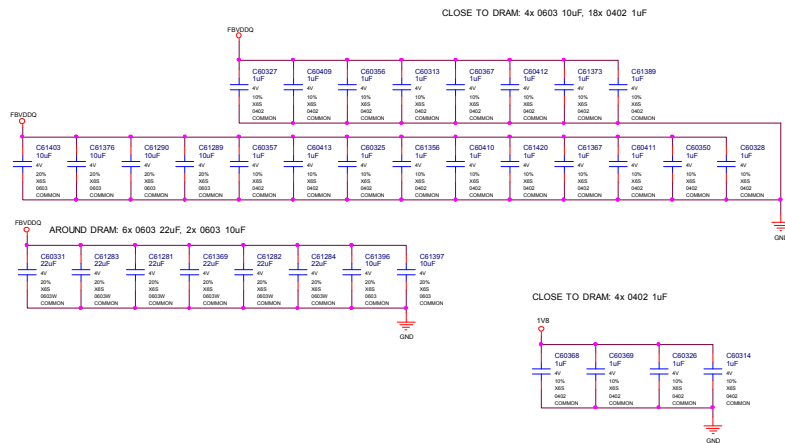 CLOSE TO DRAM: 4x 0603 10uF, 18x 0402 1uF
FBVDDQ
C60327 C60409 C60356 C60313 C60367 C60412 C61373 C61389
1uF 1uF 1uF 1uF 1uF 1uF 1uF 1uF
4V 4V 4V 4V 4V 4V 4V 4V
10% 10% 10% 10% 10% 10% 10% 10%
X6S X6S X6S X6S X6S X6S X6S X6S
0402 0402 0402 0402 0402 0402 0402 0402
COMMON COMMON COMMON COMMON COMMON COMMON COMMON COMMON
FBVDDQ
C61403 C61376 C61290 C61289 C60357 C60413 C60325 C61356 C60410 C61420 C61367 C60411 C60350 C60328
10uF 10uF 10uF 10uF 1uF 1uF 1uF 1uF 1uF 1uF 1uF 1uF 1uF 1uF
4V 4V 4V 4V 4V 4V 4V 4V 4V 4V 4V 4V 4V 4V
20% 20% 20% 20% 10% 10% 10% 10% 10% 10% 10% 10% 10% 10%
X6S X6S X6S X6S X6S X6S X6S X6S X6S X6S X6S X6S X6S X6S
0603 0603 0603 0603 0402 0402 0402 0402 0402 0402 0402 0402 0402 0402
COMMON COMMON COMMON COMMON COMMON COMMON COMMON COMMON COMMON COMMON COMMON COMMON COMMON COMMON
GND
FBVDDQ
AROUND DRAM: 6x 0603 22uF, 2x 0603 10uF
C60331 C61283 C61281 C61369 C61282 C61284 C61396 C61397
22uF 22uF 22uF 22uF 22uF 22uF 10uF 10uF
4V 4V 4V 4V 4V 4V 4V 4V
20% 20% 20% 20% 20% 20% 20% 20%
X6S X6S X6S X6S X6S X6S X6S X6S
0603W 0603W 0603W 0603W 0603W 0603W 0603 0603
COMMON COMMON COMMON COMMON COMMON COMMON COMMON COMMON
GND
CLOSE TO DRAM: 4x 0402 1uF
1V8
C60368 C60369 C60326 C60314
1uF 1uF 1uF 1uF
4V 4V 4V 4V
10% 10% 10% 10%
X6S X6S X6S X6S
0402 0402 0402 0402
COMMON COMMON COMMON COMMON
GND